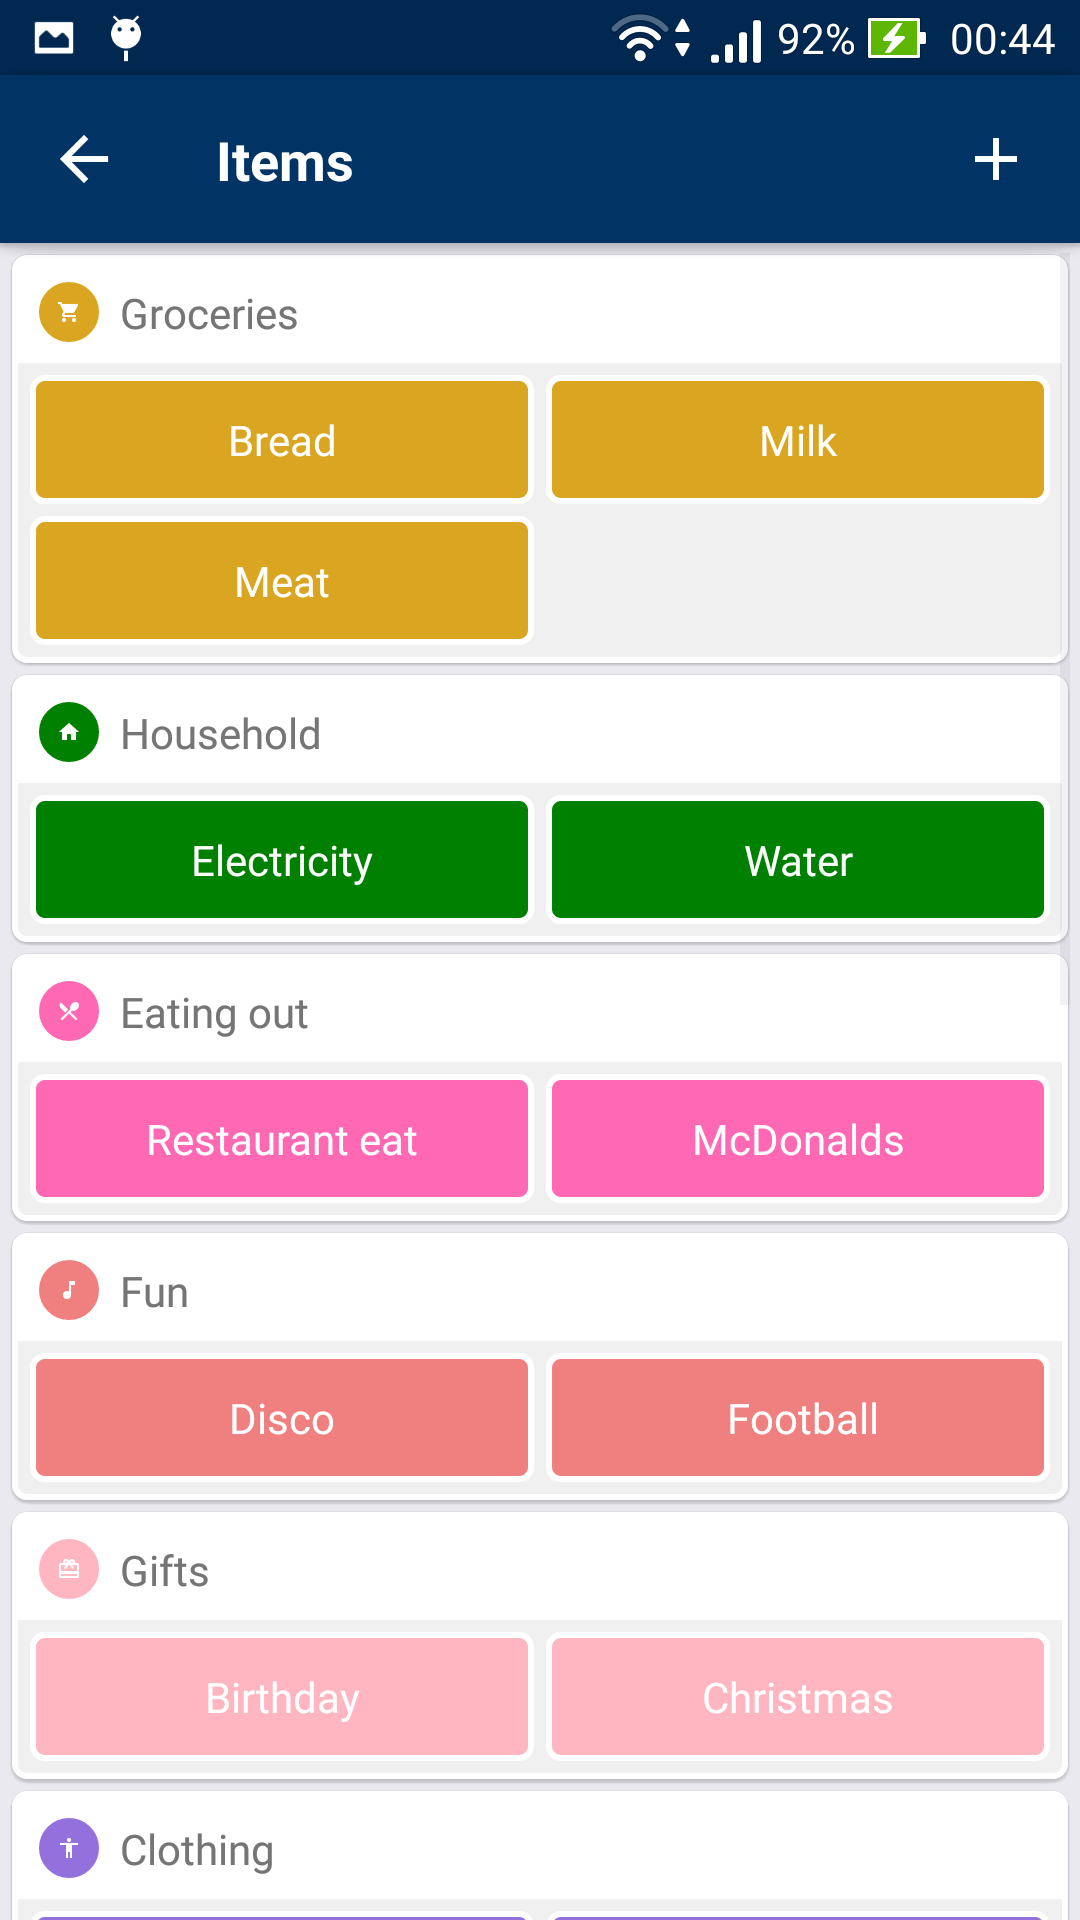 92% 00:44
Items
Groceries
Bread Milk
Meat
Household
Electricity Water
Eating out
Restaurant eat McDonalds
Fun
Disco Football
Gifts
Birthday Christmas
Clothing